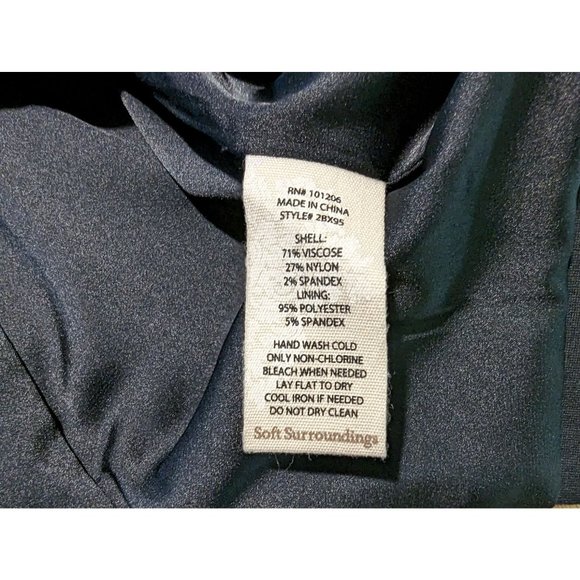 RN# 101206
MADE IN CHINA
STYLE# 2BX95
SHELL:
71% VISCOSE
27% NYLON
2% SPANDEX
LINING:
95% POLYESTER
5% SPANDEX
HAND WASH COLD
ONLY NON-CHLORINE
BLEACH WHEN NEEDED
LAY FLAT TO DRY
COOL IRON IF NEEDED
DO NOT DRY CLEAN
Soft Surroundings